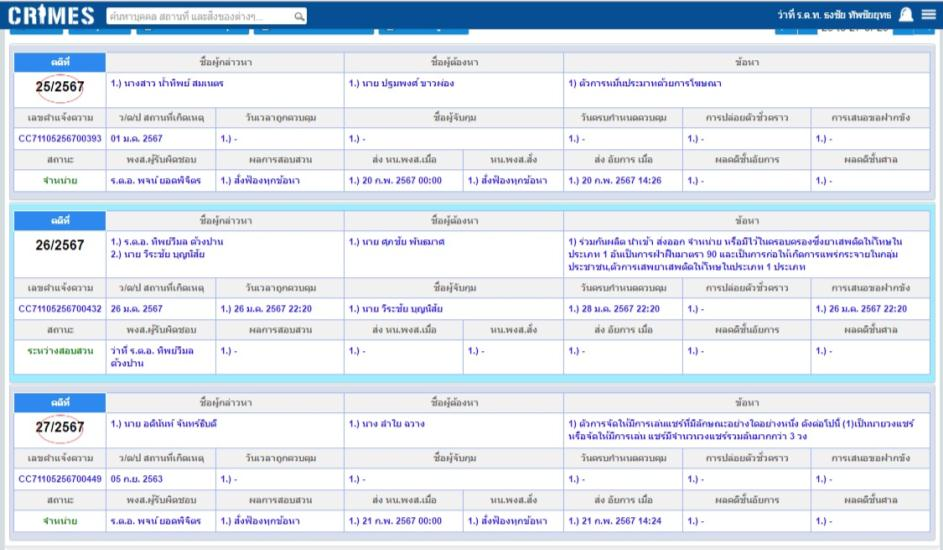 CRIMES
ค้นหาบุคคล สถานที่ และสิ่งของต่างๆ...
ว่าที่ ร.ต.ท. ธงชัย ทัพชัยยุทธ
คดีที่ ชื่อผู้กล่าวหา ชื่อผู้ต้องหา ข้อหา
25/2567 1.) นางสาว น้ำทิพย์ สมเนตร 1.) นาย ปฐมพงศ์ ขาวผ่อง 1) ตัวการหมิ่นประมาทด้วยการโฆษณา
เลขสำแจ้งความ ว/ด/ป สถานที่เกิดเหตุ วันเวลาถูกควบคุม ชื่อผู้จับกุม วันครบกำหนดควบคุม การปล่อยตัวชั่วคราว การเสนอขอฝากขัง
CC71105256700393 01 ม.ค. 2567 1.) - 1.) - 1.) - 1.) - 1.) -
สถานะ พงส.ผู้รับผิดชอบ ผลการสอบสวน ส่ง หน.พงส.เมื่อ หน.พงส.สั่ง ส่ง อัยการ เมื่อ ผลคดีชั้นอัยการ ผลคดีชั้นศาล
จำหน่าย ร.ต.อ. พจน์ ยอดพิจิตร 1.) สั่งฟ้องทุกข้อหา 1.) 20 ก.พ. 2567 00:00 1.) สั่งฟ้องทุกข้อหา 1.) 20 ก.พ. 2567 14:26 1.) - 1.) -
คดีที่ ชื่อผู้กล่าวหา ชื่อผู้ต้องหา ข้อหา
26/2567 1.) ร.ต.อ. ทิพย์วิมล ด้วงปาน 1.) นาย ศุภชัย พันธมาศ 1) ร่วมกันผลิต นำเข้า ส่งออก จำหน่าย หรือมีไว้ในครอบครองซึ่งยาเสพติดให้โทษใน
2.) นาย วีระชัย บุญนิสัย ประเภท 1 อันเป็นการฝ่าฝืนมาตรา 90 และเป็นการก่อให้เกิดการแพร่กระจายในกลุ่ม
ประชาชน,ตัวการเสพยาเสพติดให้โทษในประเภท 1 ประเภท
เลขสำแจ้งความ ว/ด/ป สถานที่เกิดเหตุ วันเวลาถูกควบคุม ชื่อผู้จับกุม วันครบกำหนดควบคุม การปล่อยตัวชั่วคราว การเสนอขอฝากขัง
CC71105256700432 26 ม.ค. 2567 1.) 26 ม.ค. 2567 22:20 1.) นาย วีระชัย บุญนิสัย 1.) 28 ม.ค. 2567 22:20 1.) - 1.) 26 ม.ค. 2567 22:20
สถานะ พงส.ผู้รับผิดชอบ ผลการสอบสวน ส่ง หน.พงส.เมื่อ หน.พงส.สั่ง ส่ง อัยการ เมื่อ ผลคดีชั้นอัยการ ผลคดีชั้นศาล
ระหว่างสอบสวน ว่าที่ ร.ต.อ. ทิพย์วิมล 1.) - 1.) - 1.) - 1.) - 1.) - 1.) -
ด้วงปาน
คดีที่ ชื่อผู้กล่าวหา ชื่อผู้ต้องหา ข้อหา
27/2567 1.) นาย อดินันท์ จันทร์ธิบดี 1.) นาง ลำไย ฉวาง 1) ตัวการจัดให้มีการเล่นแชร์ที่มีลักษณะอย่างใดอย่างหนึ่ง ดังต่อไปนี้ (1)เป็นนายวงแชร์
หรือจัดให้มีการเล่น แชร์มีจำนวนวงแชร์รวมกันมากกว่า 3 วง
เลขสำแจ้งความ ว/ด/ป สถานที่เกิดเหตุ วันเวลาถูกควบคุม ชื่อผู้จับกุม วันครบกำหนดควบคุม การปล่อยตัวชั่วคราว การเสนอขอฝากขัง
CC71105256700449 05 ก.ย. 2563 1.) - 1.) - 1.) - 1.) - 1.) -
สถานะ พงส.ผู้รับผิดชอบ ผลการสอบสวน ส่ง หน.พงส.เมื่อ หน.พงส.สั่ง ส่ง อัยการ เมื่อ ผลคดีชั้นอัยการ ผลคดีชั้นศาล
จำหน่าย ร.ต.อ. พจน์ ยอดพิจิตร 1.) สั่งฟ้องทุกข้อหา 1.) 21 ก.พ. 2567 00:00 1.) สั่งฟ้องทุกข้อหา 1.) 21 ก.พ. 2567 14:24 1.) - 1.) -